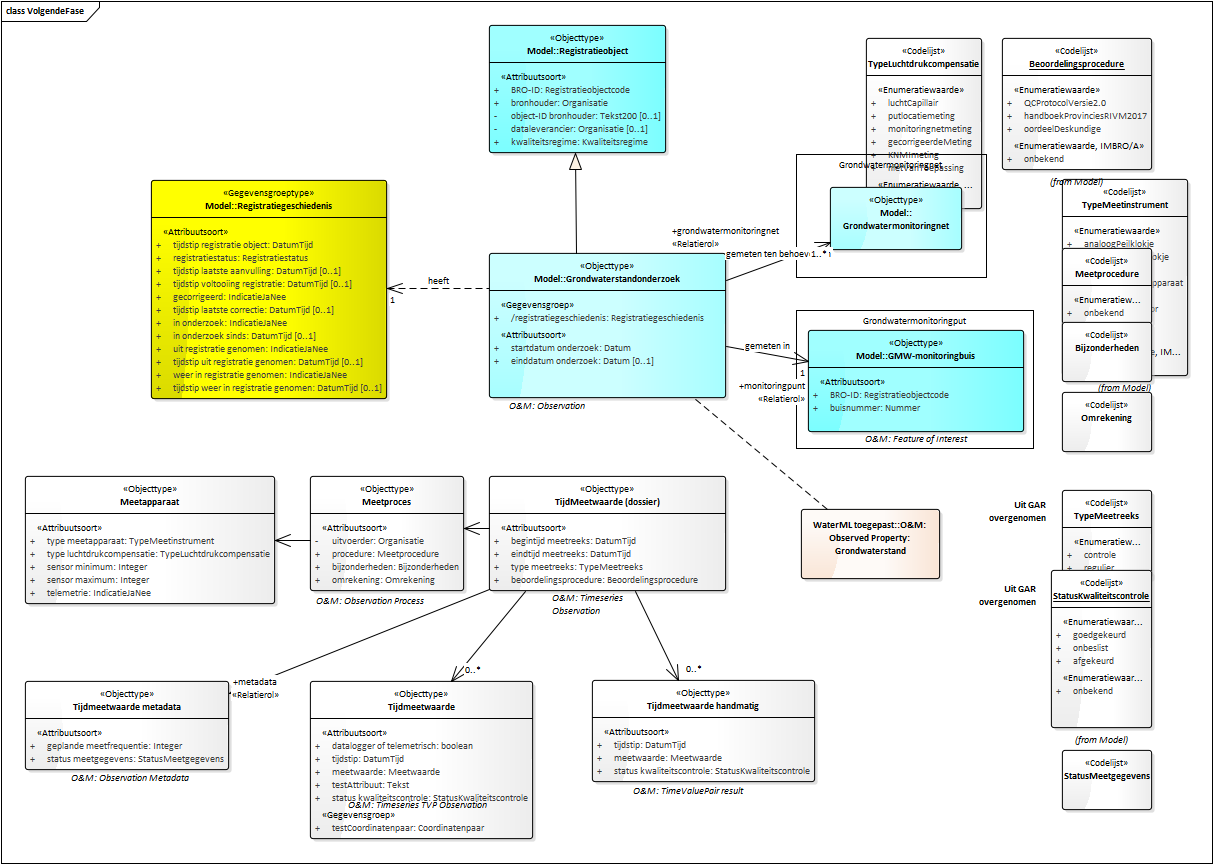 class VolgendeFase
«Objecttype»
Model::Registratieobject
«Attribuutsoort»
+ BRO-ID: Registratieobjectcode
+ bronhouder: Organisatie
- object-ID bronhouder: Tekst200 [0..1]
- dataleverancier: Organisatie [0..1]
+ kwaliteitsregime: Kwaliteitsregime
«Codelijst»
TypeLuchtdrukcompensatie
«Enumeratiewaarde»
+ luchtCapillair
+ putlocatiemeting
+ monitoringnetmeting
+ gecorrigeerdeMeting
+ KNMImeting
+ nietVanToepassing
«Enumeratiewaarde, ...
«Codelijst»
Beoordelingsprocedure
«Enumeratiewaarde»
+ QCProtocolVersie2.0
+ handboekProvinciesRIVM2017
+ oordeelDeskundige
«Enumeratiewaarde, IMBRO/A»
+ onbekend
(from Model)
Grondwatermonitoringnet
«Objecttype»
Model::
Grondwatermonitoringnet
«Codelijst»
TypeMeetinstrument
«Enumeratiewaarde»
+ analoogPeilklokje
«Codelijst»
Meetprocedure
«Enumeratiew...
+ onbekend
«Codelijst»
Bijzonderheden
(from Model)
«Codelijst»
Omrekening
«Gegevensgroeptype»
Model::Registratiegeschiedenis
«Attribuutsoort»
+ tijdstip registratie object: DatumTijd
+ registratiestatus: Registratiestatus
+ tijdstip laatste aanvulling: DatumTijd [0..1]
+ tijdstip voltooiing registratie: DatumTijd [0..1]
+ gecorrigeerd: IndicatieJaNee
+ tijdstip laatste correctie: DatumTijd [0..1]
+ in onderzoek: IndicatieJaNee
+ in onderzoek sinds: DatumTijd [0..1]
+ uit registratie genomen: IndicatieJaNee
+ tijdstip uit registratie genomen: DatumTijd [0..1]
+ weer in registratie genomen: IndicatieJaNee
+ tijdstip weer in registratie genomen: DatumTijd [0..1]
heeft
1
«Objecttype»
Model::Grondwaterstandonderzoek
«Gegevensgroep»
+ /registratiegeschiedenis: Registratiegeschiedenis
«Attribuutsoort»
+ startdatum onderzoek: Datum
+ einddatum onderzoek: Datum [0..1]
O&M: Observation
+grondwatermonitoringnet
«Relatierol»
gemeten ten behoev
1..*
gemeten in
1
+monitoringpunt
«Relatierol»
Grondwatermonitoringput
«Objecttype»
Model::GMW-monitoringbuis
«Attribuutsoort»
+ BRO-ID: Registratieobjectcode
+ buisnummer: Nummer
O&M: Feature of Interest
«Objecttype»
Meetapparaat
«Attribuutsoort»
+ type meetapparaat: TypeMeetinstrument
+ type luchtdrukcompensatie: TypeLuchtdrukcompensatie
+ sensor minimum: Integer
+ sensor maximum: Integer
+ telemetrie: IndicatieJaNee
«Objecttype»
Meetproces
«Attribuutsoort»
- uitvoerder: Organisatie
+ procedure: Meetprocedure
+ bijzonderheden: Bijzonderheden
+ omrekening: Omrekening
O&M: Observation Process
«Objecttype»
TijdMeetwaarde (dossier)
«Attribuutsoort»
+ begintijd meetreeks: DatumTijd
+ eindtijd meetreeks: DatumTijd
+ type meetreeks: TypeMeetreeks
+ beoordelingsprocedure: Beoordelingsprocedure
O&M: Timeseries
Observation
WaterML toegepast::O&M:
Observed Property:
Grondwaterstand
Uit GAR
overgenomen
«Codelijst»
TypeMeetreeks
«Enumeratiew...
+ controle
+ regulier
Uit GAR
overgenomen
«Codelijst»
StatusKwaliteitscontrole
«Enumeratiewaar...
+ goedgekeurd
+ onbeslist
+ afgekeurd
«Enumeratiewaar...
+ onbekend
(from Model)
«Codelijst»
StatusMeetgegevens
+metadata
«Relatierol»
0..*
0..*
«Objecttype»
Tijdmeetwaarde metadata
«Attribuutsoort»
+ geplande meetfrequentie: Integer
+ status meetgegevens: StatusMeetgegevens
O&M: Observation Metadata
«Objecttype»
Tijdmeetwaarde
«Attribuutsoort»
+ datalogger of telemetrisch: boolean
+ tijdstip: DatumTijd
+ meetwaarde: Meetwaarde
+ testAttribuut: Tekst
+ status kwaliteitscontrole: StatusKwaliteitscontrole
O&M: Timeseries TVP Observation
«Gegevensgroep»
+ testCoordinatenpaar: Coordinatenpaar
«Objecttype»
Tijdmeetwaarde handmatig
«Attribuutsoort»
+ tijdstip: DatumTijd
+ meetwaarde: Meetwaarde
+ status kwaliteitscontrole: StatusKwaliteitscontrole
O&M: TimeValuePair result